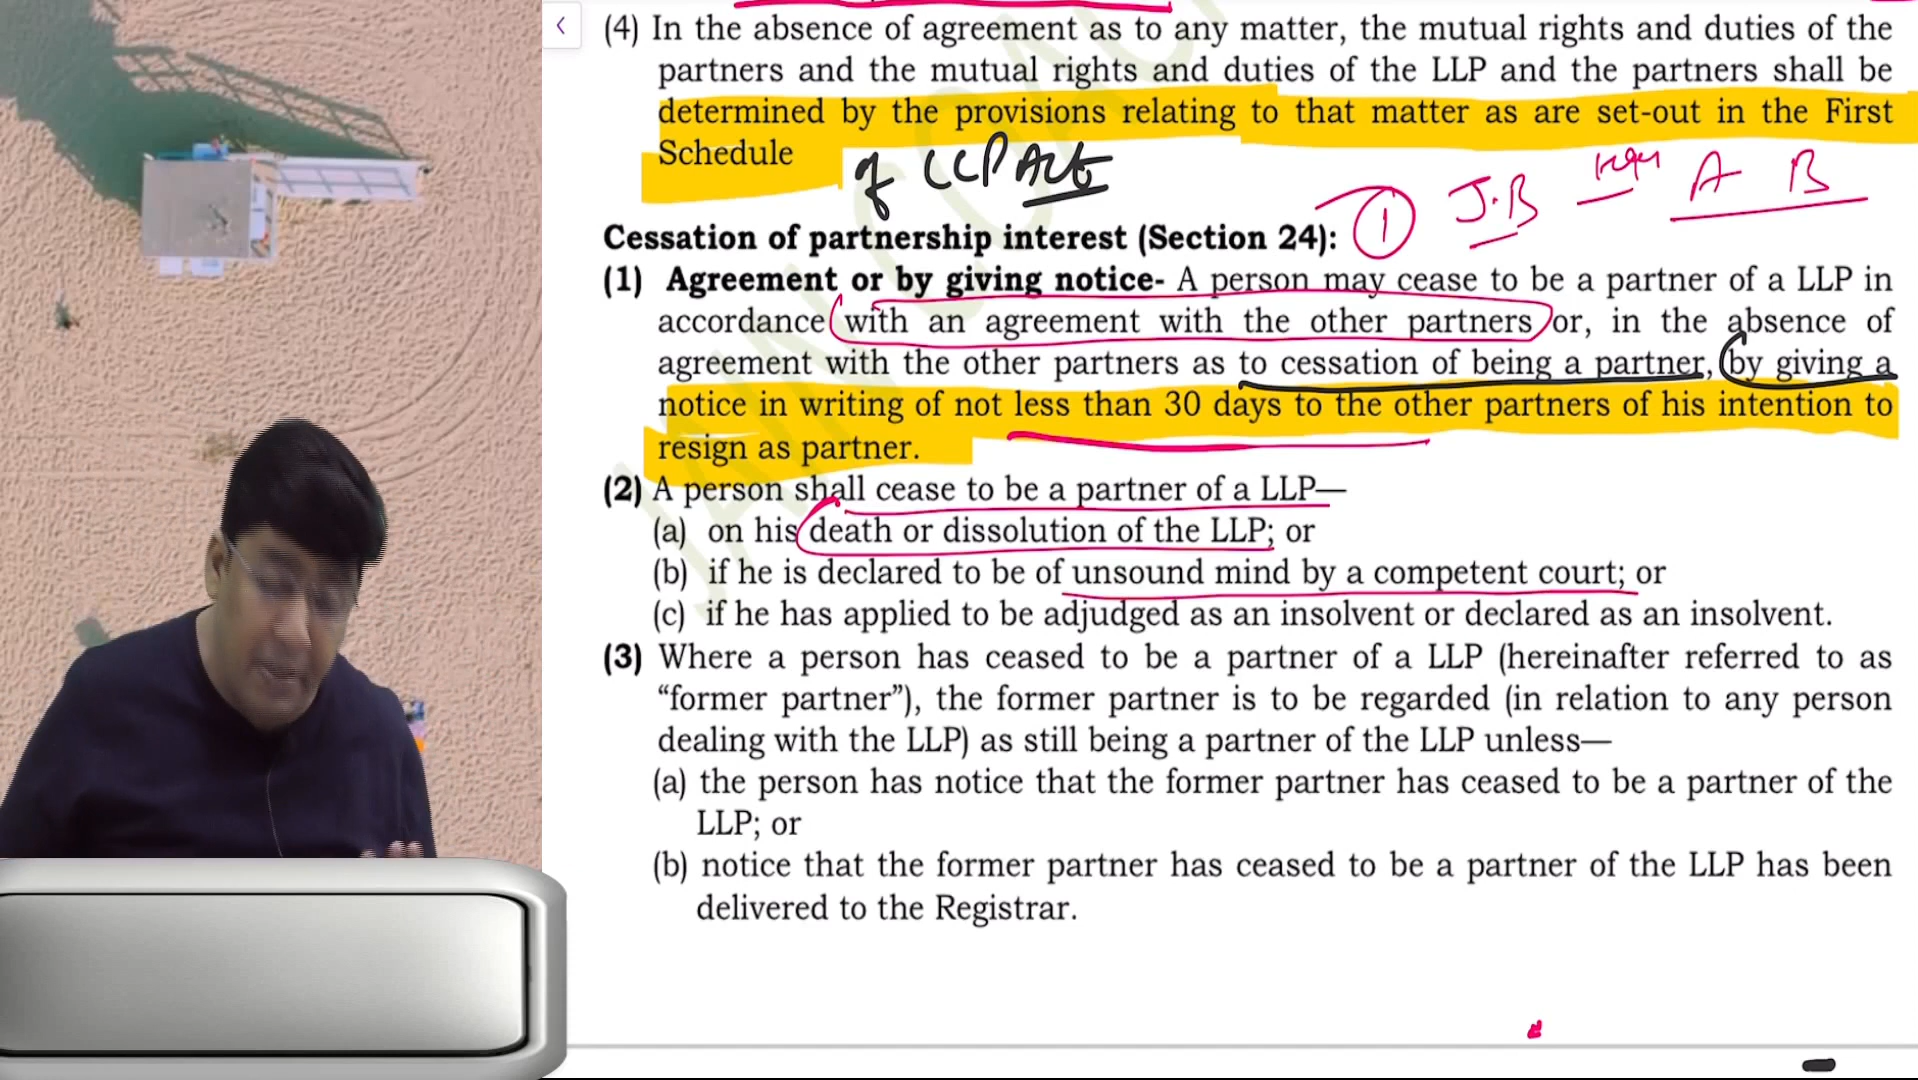 (4) In the absence of agreement as to any matter, the mutual rights and duties of the
partners and the mutual rights and duties of the LLP and the partners shall be
determined by the provisions relating to that matter as are set-out in the First
Schedule
of LLP Act
J.B
A B
Cessation of partnership interest (Section 24): 1
(1) Agreement or by giving notice- A person may cease to be a partner of a LLP in
accordance with an agreement with the other partners or, in the absence of
agreement with the other partners as to cessation of being a partner, by giving a
notice in writing of not less than 30 days to the other partners of his intention to
resign as partner.
(2) A person shall cease to be a partner of a LLP—
(a) on his death or dissolution of the LLP; or
(b) if he is declared to be of unsound mind by a competent court; or
(c) if he has applied to be adjudged as an insolvent or declared as an insolvent.
(3) Where a person has ceased to be a partner of a LLP (hereinafter referred to as
“former partner”), the former partner is to be regarded (in relation to any person
dealing with the LLP) as still being a partner of the LLP unless—
(a) the person has notice that the former partner has ceased to be a partner of the
LLP; or
(b) notice that the former partner has ceased to be a partner of the LLP has been
delivered to the Registrar.